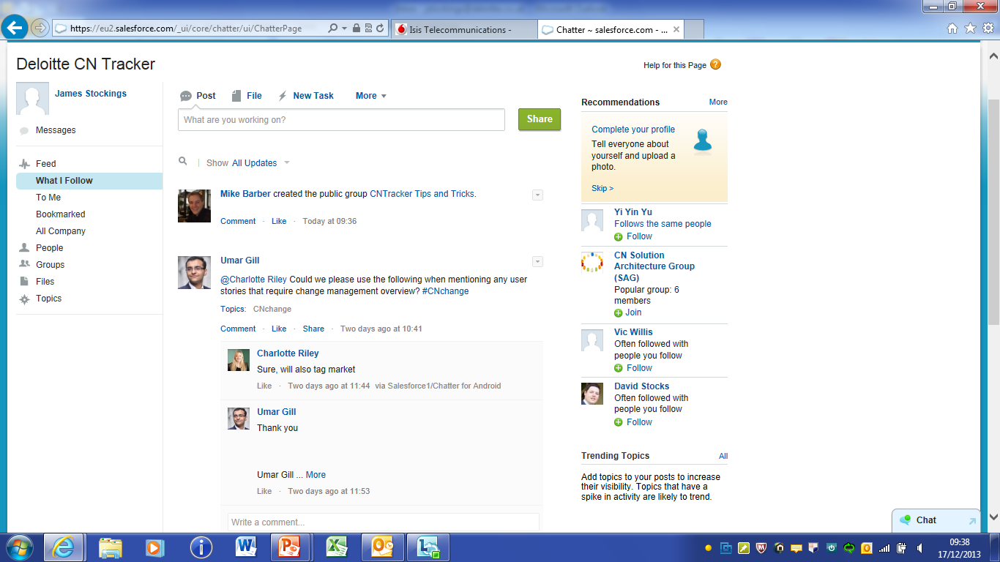 https://eu2.salesforce.com/_ui/core/chatter/ui/ChatterPage
Isis Telecommunications -
Chatter ~ salesforce.com - ...
Deloitte CN Tracker
Help for this Page
James Stockings
Messages
Feed
What I Follow
To Me
Bookmarked
All Company
People
Groups
Files
Topics
Post File New Task More
What are you working on?
Share
Show All Updates
Mike Barber created the public group CNTracker Tips and Tricks.
Comment · Like · Today at 09:36
Umar Gill
@Charlotte Riley Could we please use the following when mentioning any user
stories that require change management overview? #CNchange
Topics: CNchange
Comment · Like · Share · Two days ago at 10:41
Charlotte Riley
Sure, will also tag market
Like · Two days ago at 11:44 via Salesforce1/Chatter for Android
Umar Gill
Thank you
Umar Gill ... More
Like · Two days ago at 11:53
Write a comment...
Recommendations More
Complete your profile
Tell everyone about
yourself and upload a
photo.
Skip >
Yi Yin Yu
Follows the same people
Follow
CN Solution
Architecture Group
(SAG)
Popular group: 6
members
Join
Vic Willis
Often followed with
people you follow
Follow
David Stocks
Often followed with
people you follow
Follow
Trending Topics All
Add topics to your posts to increase
their visibility. Topics that have a
spike in activity are likely to trend.
Chat
09:38
17/12/2013